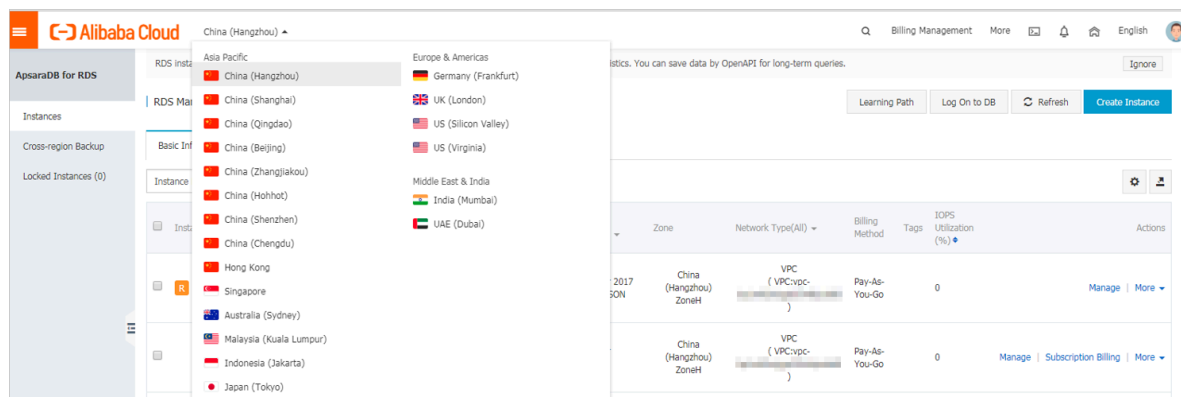 Alibaba Cloud
China (Hangzhou)
Billing Management More English
ApsaraDB for RDS
Instances
Cross-region Backup
Locked Instances (0)
RDS insta
istics. You can save data by OpenAPI for long-term queries.
Ignore
RDS Mar
Learning Path Log On to DB Refresh Create Instance
Basic Inf
Instance
Asia Pacific
China (Hangzhou)
China (Shanghai)
China (Qingdao)
China (Beijing)
China (Zhangjiakou)
China (Hohhot)
China (Shenzhen)
China (Chengdu)
Hong Kong
Singapore
Australia (Sydney)
Malaysia (Kuala Lumpur)
Indonesia (Jakarta)
Japan (Tokyo)
Europe & Americas
Germany (Frankfurt)
UK (London)
US (Silicon Valley)
US (Virginia)
Middle East & India
India (Mumbai)
UAE (Dubai)
Insta
Zone
Network Type(All)
Billing
Method
Tags
IOPS
Utilization
(%)
Actions
R
2017
SON
China
(Hangzhou)
ZoneH
VPC
( VPC:vpc-
)
Pay-As-
You-Go
0
Manage | More
China
(Hangzhou)
ZoneH
VPC
( VPC:vpc-
)
Pay-As-
You-Go
0
Manage | Subscription Billing | More